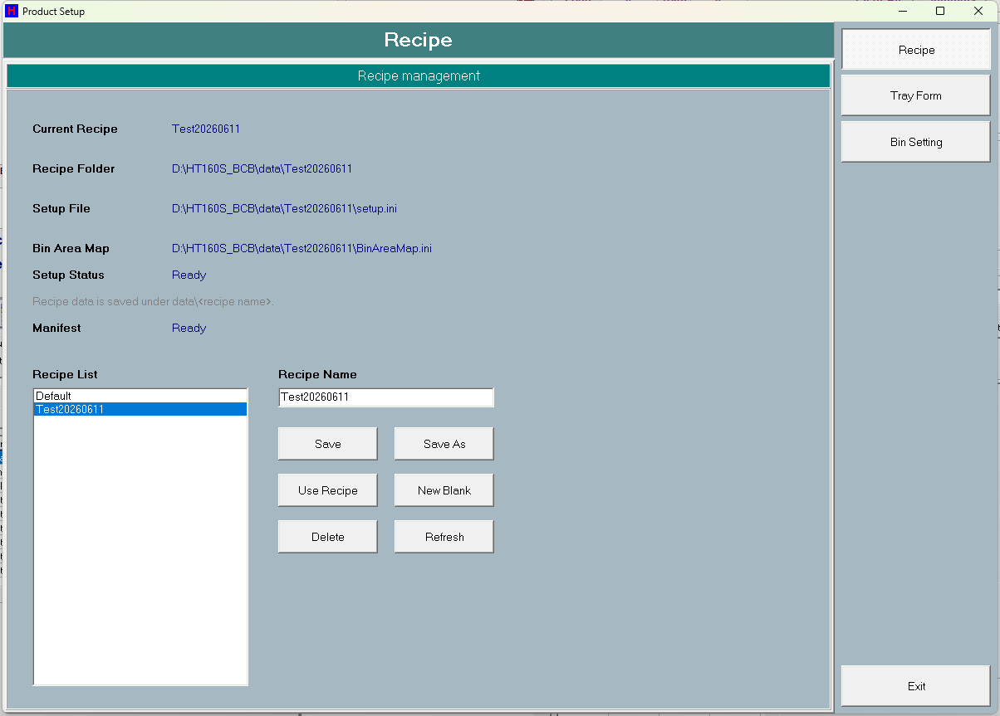 H Product Setup
Recipe
Recipe management
Current Recipe Test20260611
Recipe Folder D:\HT160S_BCB\data\Test20260611
Setup File D:\HT160S_BCB\data\Test20260611\setup.ini
Bin Area Map D:\HT160S_BCB\data\Test20260611\BinAreaMap.ini
Setup Status Ready
Recipe data is saved under data\<recipe name>.
Manifest Ready
Recipe List
Default
Test20260611
Recipe Name
Test20260611
Save Save As
Use Recipe New Blank
Delete Refresh
Recipe
Tray Form
Bin Setting
Exit